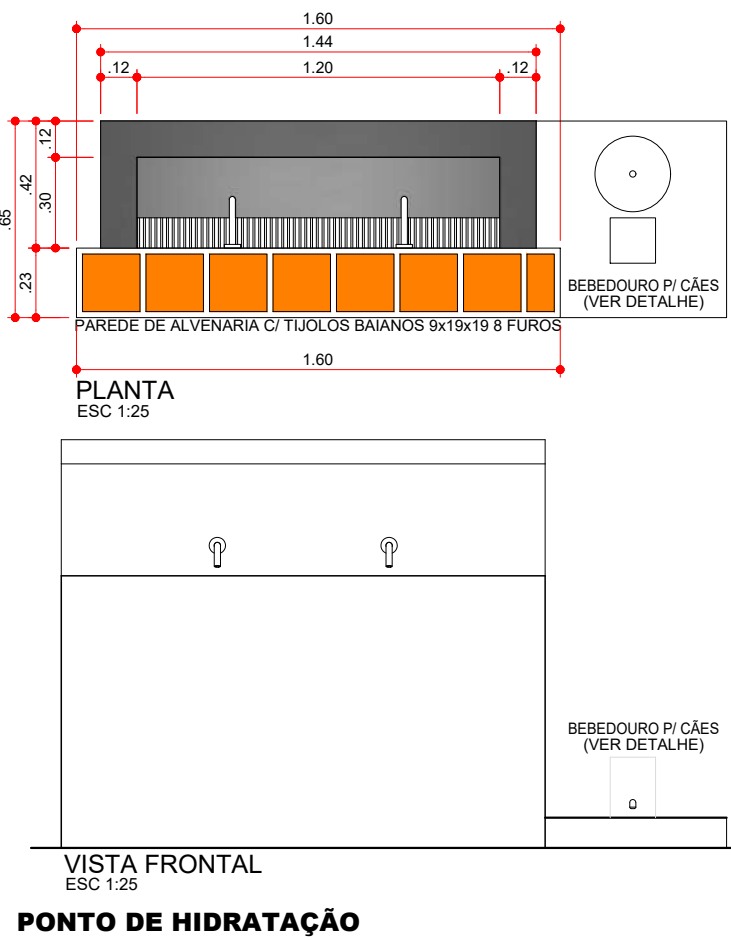 1.60
1.44
.12
1.20
.12
.12
.42
.30
.65
.23
BEBEDOURO P/ CÃES
(VER DETALHE)
PAREDE DE ALVENARIA C/ TIJOLOS BAIANOS 9x19x19 8 FUROS
1.60
PLANTA
ESC 1:25
BEBEDOURO P/ CÃES
(VER DETALHE)
VISTA FRONTAL
ESC 1:25
PONTO DE HIDRATAÇÃO